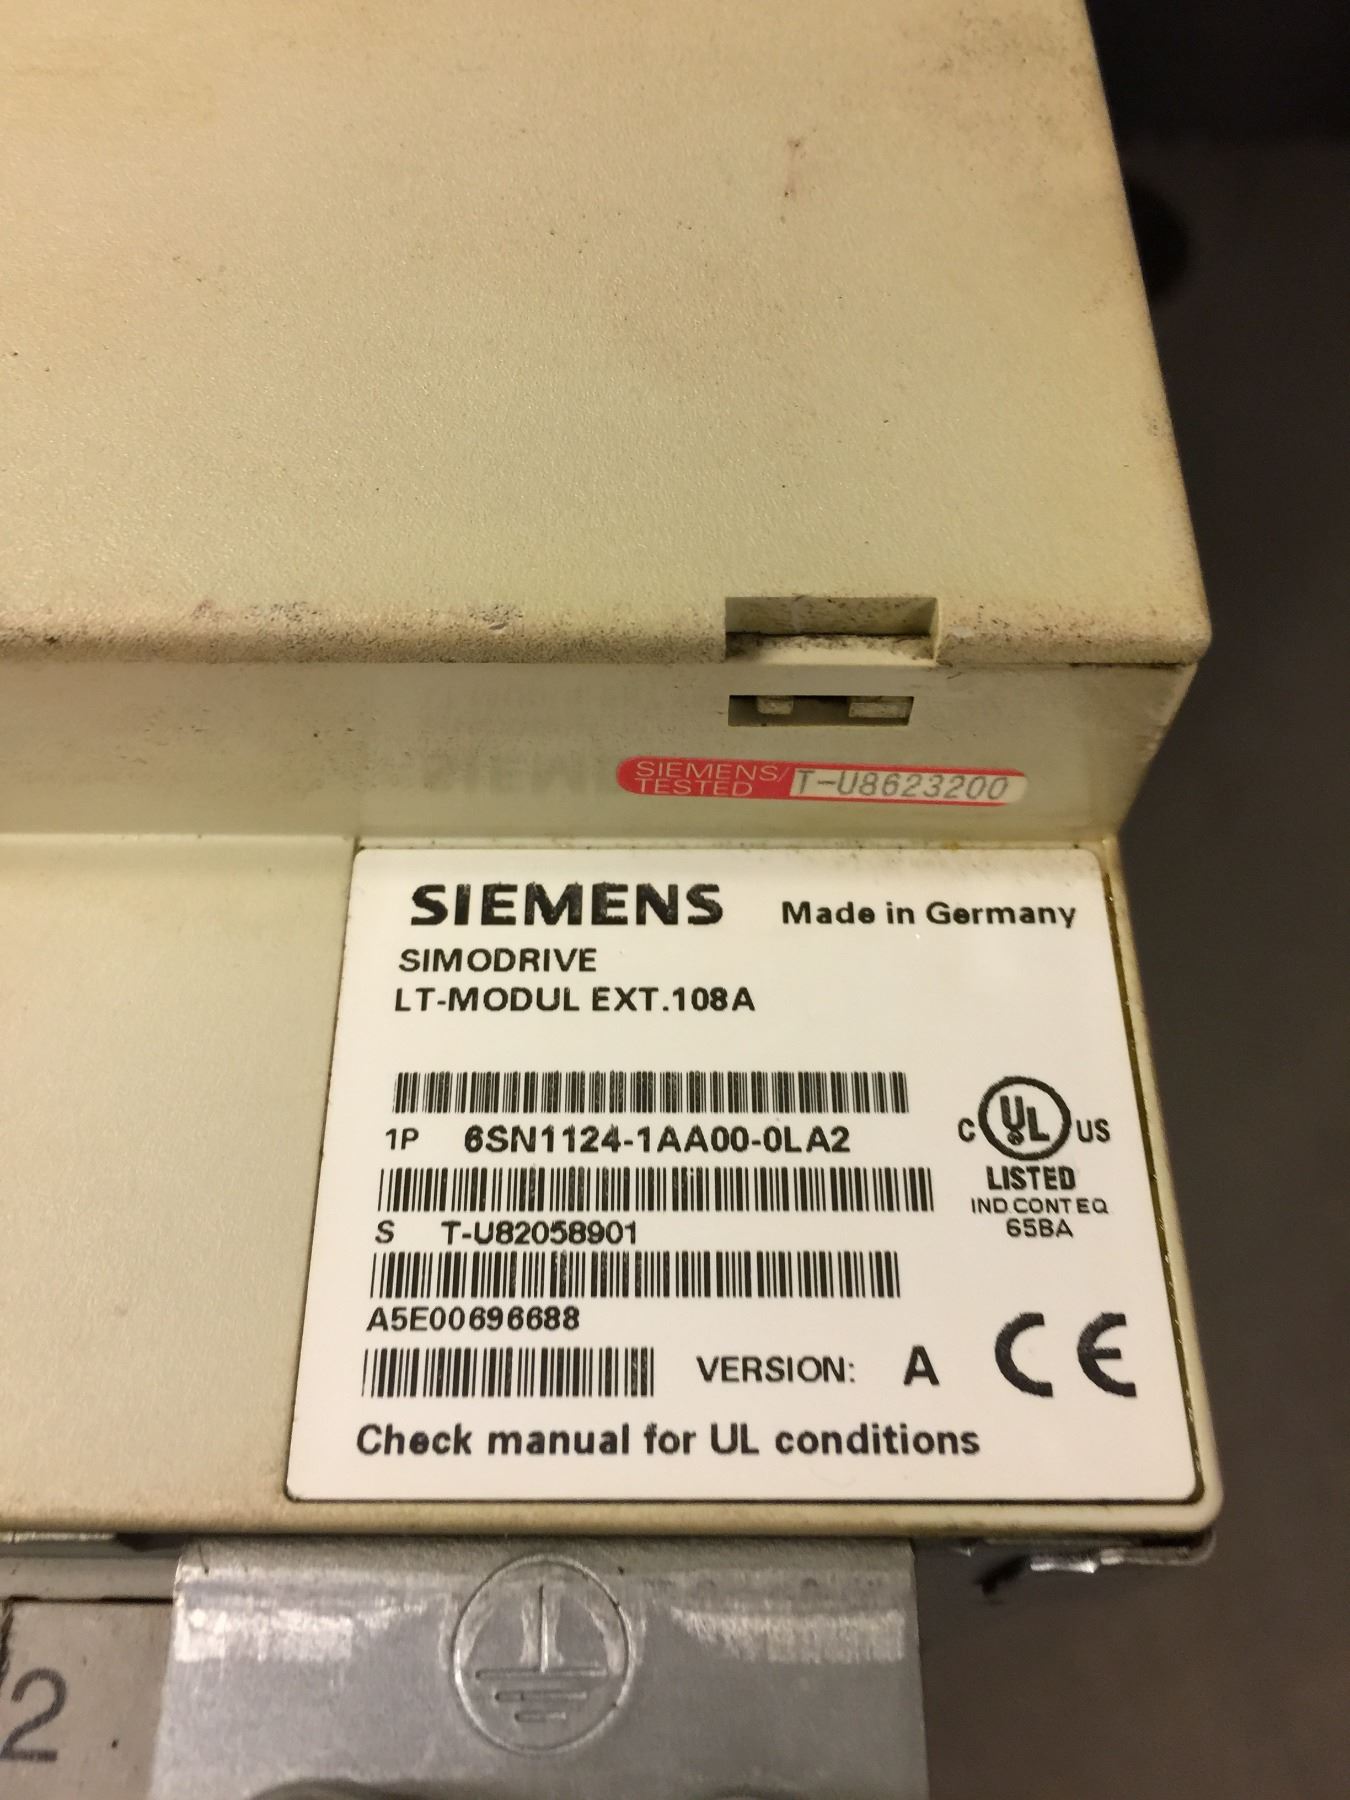 SIEMENS/
TESTED
T-U8623200
SIEMENS Made in Germany
SIMODRIVE
LT-MODUL EXT.108A
1P 6SN1124-1AA00-0LA2
S T-U82058901
A5E00696688
VERSION: A
C UL US
LISTED
IND.CONT EQ
65BA
CE
Check manual for UL conditions
2